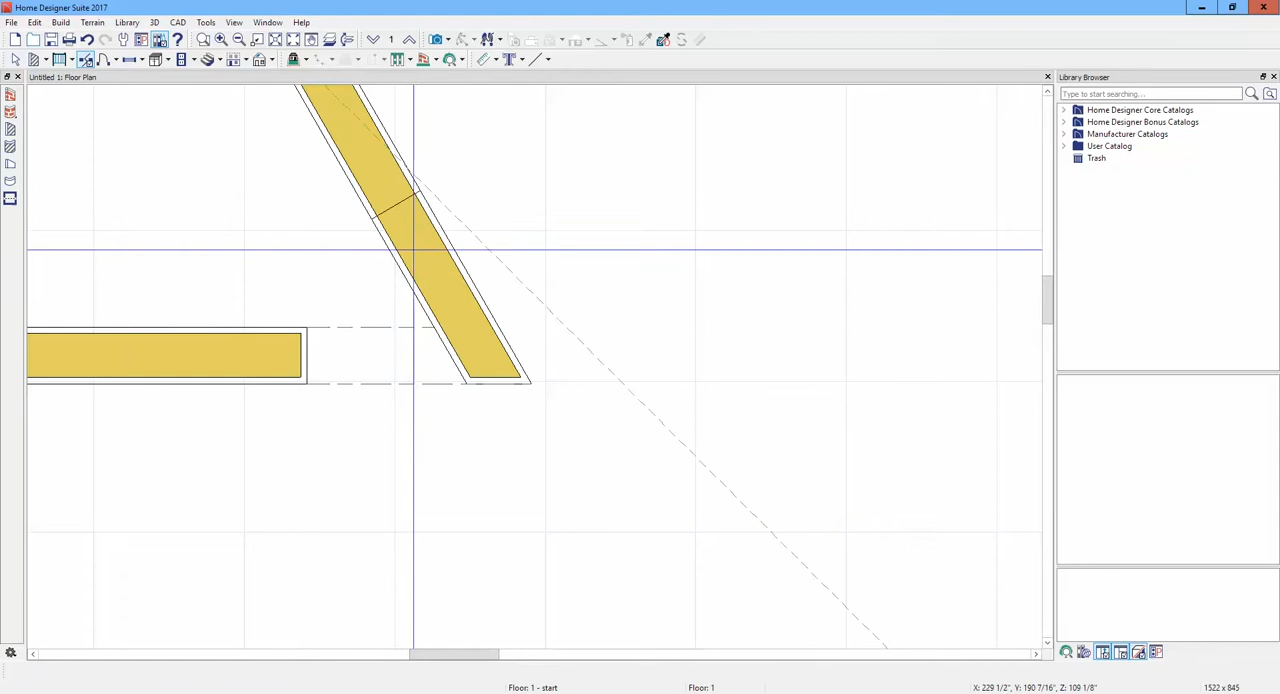 Home Designer Suite 2017
File Edit Build Terrain Library 3D CAD Tools View Window Help
1
Untitled 1: Floor Plan
Library Browser
Type to start searching...
Home Designer Core Catalogs
Home Designer Bonus Catalogs
Manufacturer Catalogs
User Catalog
Trash
Floor: 1 - start Floor: 1 X: 229 1/2", Y: 190 7/16", Z: 109 1/8" 1522 x 845